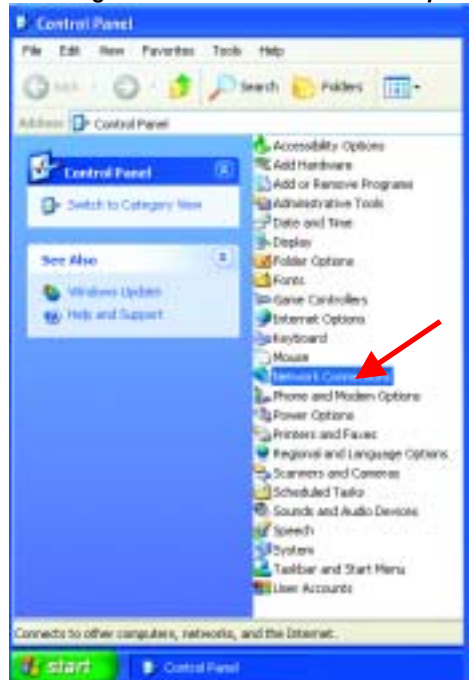 Control Panel
File Edit View Favorites Tools Help
Back Search Folders
Address Control Panel
Control Panel
Switch to Category View
See Also
Windows Update
Help and Support
Accessibility Options
Add Hardware
Add or Remove Programs
Administrative Tools
Date and Time
Display
Folder Options
Fonts
Game Controllers
Internet Options
Keyboard
Mouse
Network Connections
Phone and Modem Options
Power Options
Printers and Faxes
Regional and Language Options
Scanners and Cameras
Scheduled Tasks
Sounds and Audio Devices
Speech
System
Taskbar and Start Menu
User Accounts
Connects to other computers, networks, and the Internet.
start Control Panel